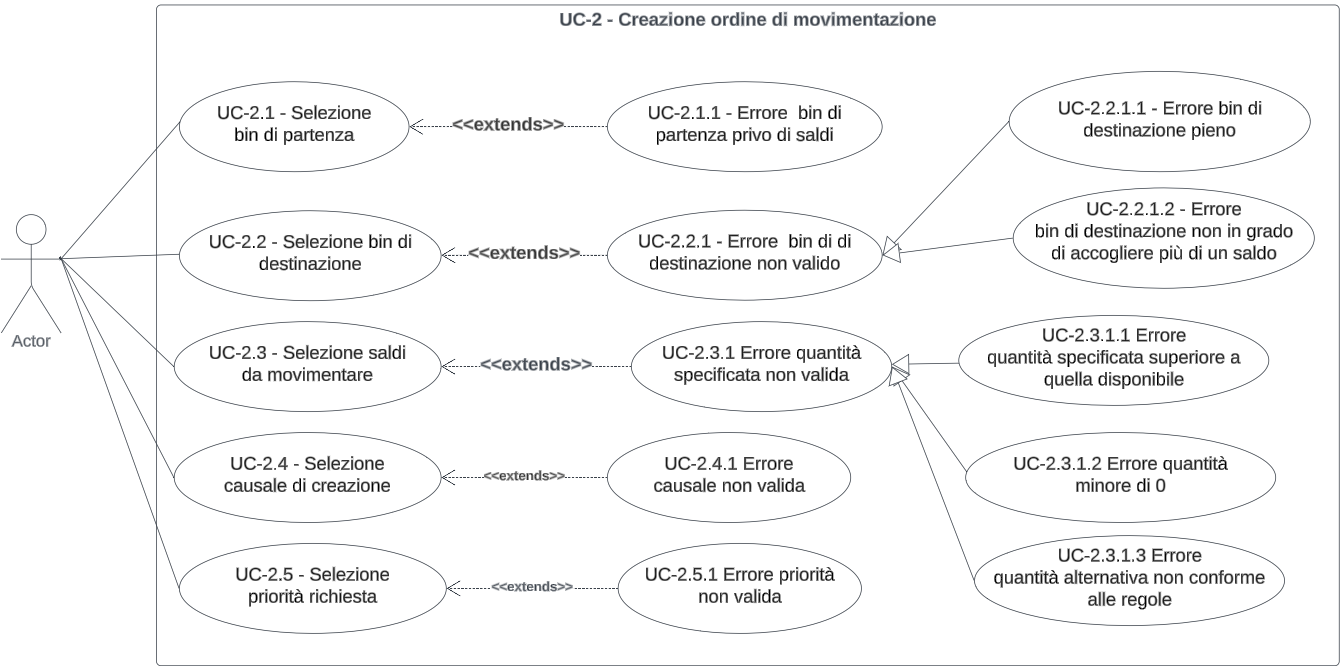 UC-2 - Creazione ordine di movimentazione
UC-2.1 - Selezione
bin di partenza
<<extends>>
UC-2.1.1 - Errore  bin di
partenza privo di saldi
UC-2.2.1.1 - Errore bin di
destinazione pieno
UC-2.2 - Selezione bin di
destinazione
<<extends>>
UC-2.2.1 - Errore  bin di di
destinazione non valido
UC-2.2.1.2 - Errore
bin di destinazione non in grado
di accogliere più di un saldo
Actor
UC-2.3 - Selezione saldi
da movimentare
<<extends>>
UC-2.3.1 Errore quantità
specificata non valida
UC-2.3.1.1 Errore
quantità specificata superiore a
quella disponibile
UC-2.4 - Selezione
causale di creazione
<<extends>>
UC-2.4.1 Errore
causale non valida
UC-2.3.1.2 Errore quantità
minore di 0
UC-2.5 - Selezione
priorità richiesta
<<extends>>
UC-2.5.1 Errore priorità
non valida
UC-2.3.1.3 Errore
quantità alternativa non conforme
alle regole